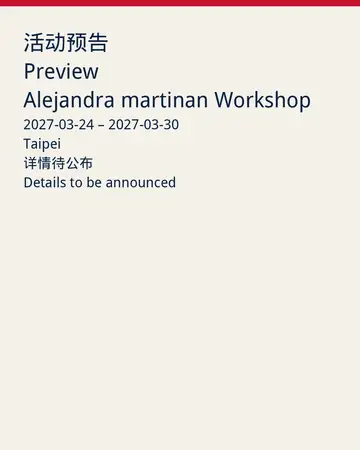 活动预告
Preview
Alejandra martinan Workshop
2027-03-24 – 2027-03-30
Taipei
详情待公布
Details to be announced